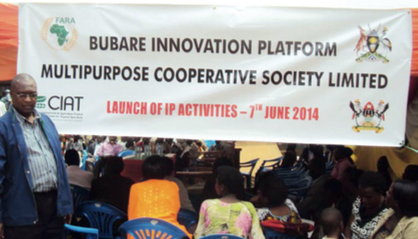 FARA
BUBARE INNOVATION PLATFORM
MULTIPURPOSE COOPERATIVE SOCIETY LIMITED
CIAT
LAUNCH OF IP ACTIVITIES – 7TH JUNE 2014